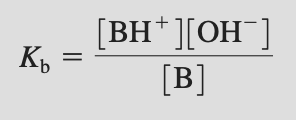 K_b = [BH⁺][OH⁻] / [B]